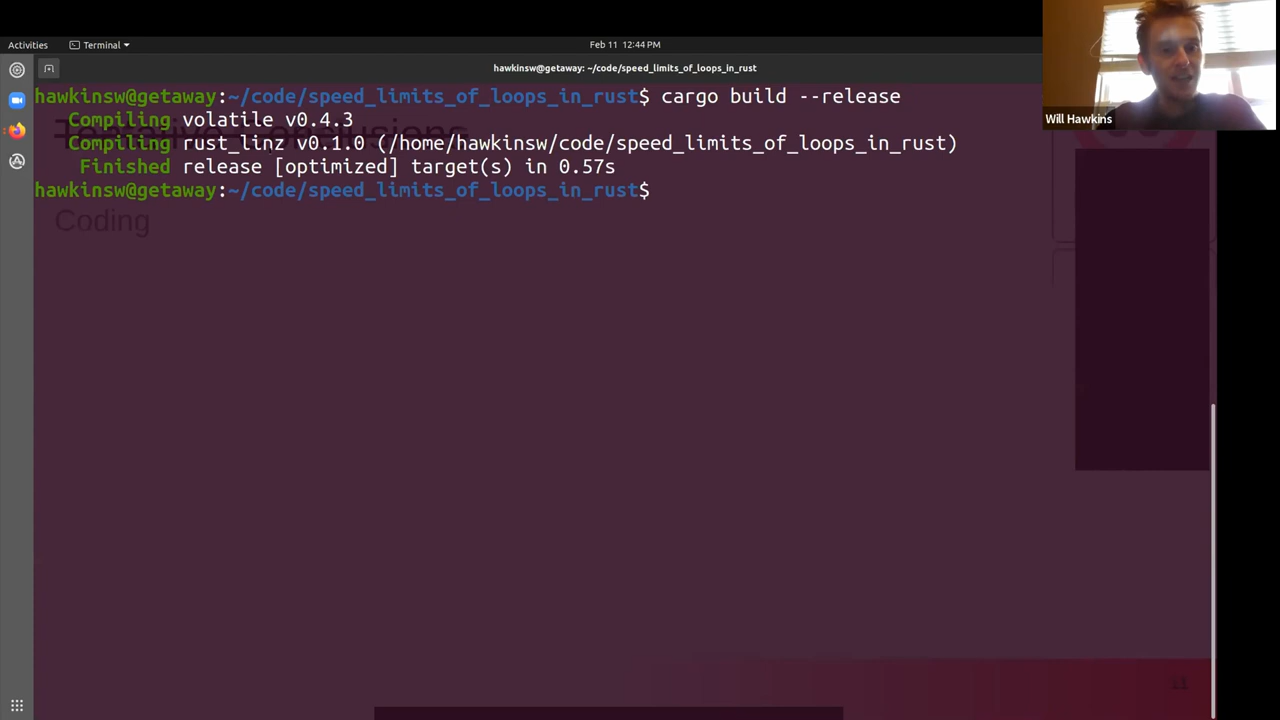 Activities
Terminal
Feb 11 12:44 PM
hawkinsw@getaway: ~/code/speed_limits_of_loops_in_rust
Will Hawkins
hawkinsw@getaway:~/code/speed_limits_of_loops_in_rust$ cargo build --release
Compiling volatile v0.4.3
Compiling rust_linz v0.1.0 (/home/hawkinsw/code/speed_limits_of_loops_in_rust)
Finished release [optimized] target(s) in 0.57s
hawkinsw@getaway:~/code/speed_limits_of_loops_in_rust$
Coding